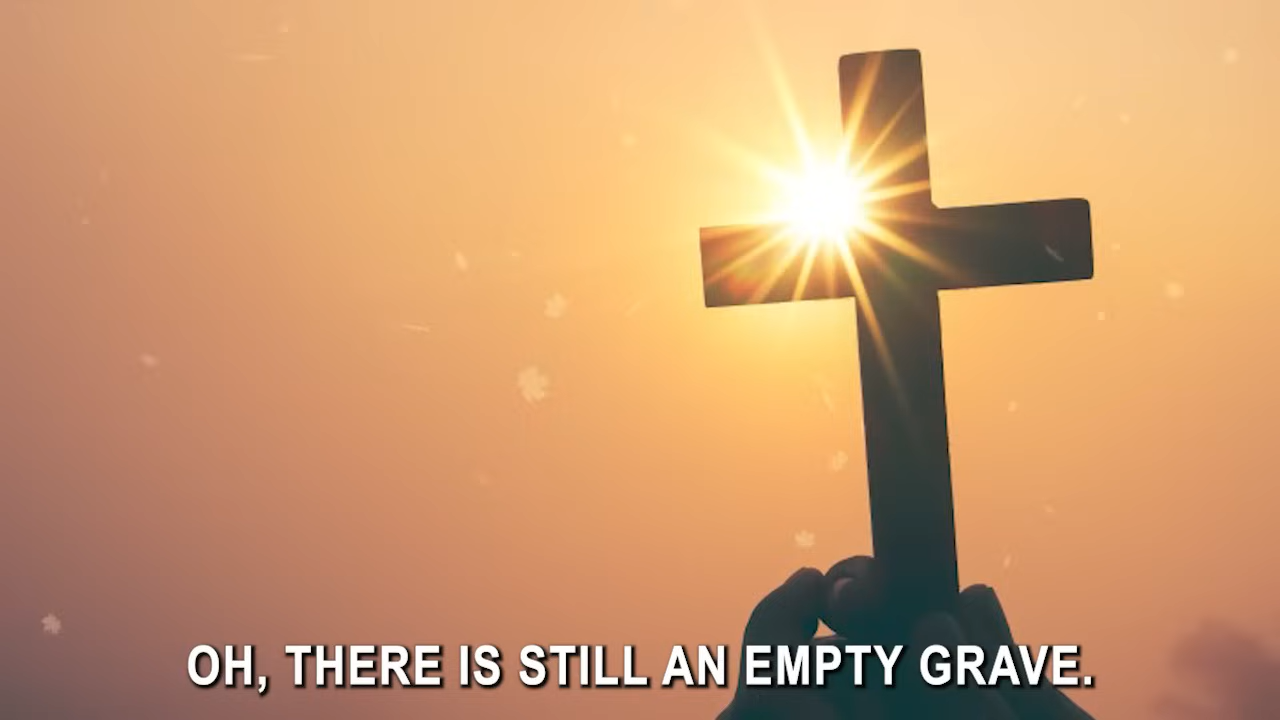 OH, THERE IS STILL AN EMPTY GRAVE.